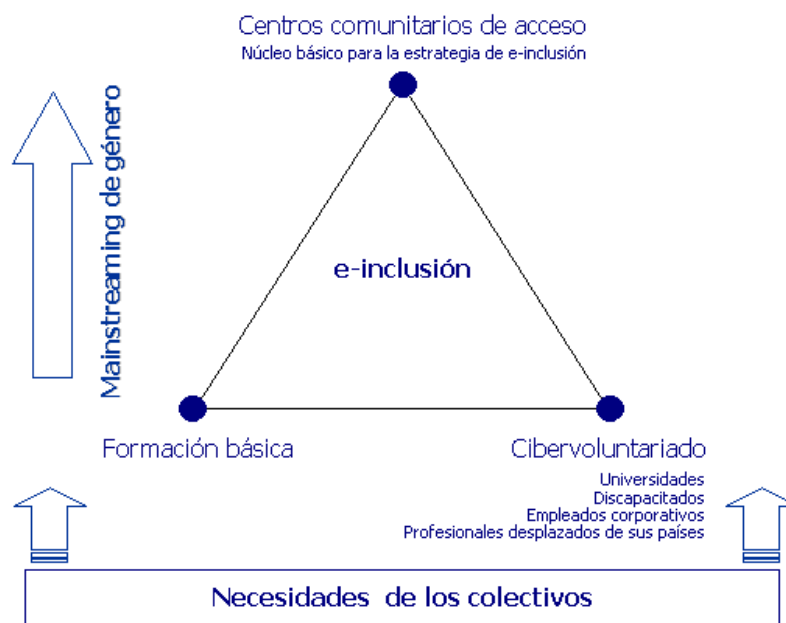 Centros comunitarios de acceso
Núcleo básico para la estrategia de e-inclusión
Mainstreaming de género
e-inclusión
Formación básica
Cibervoluntariado
Universidades
Discapacitados
Empleados corporativos
Profesionales desplazados de sus países
Necesidades de los colectivos